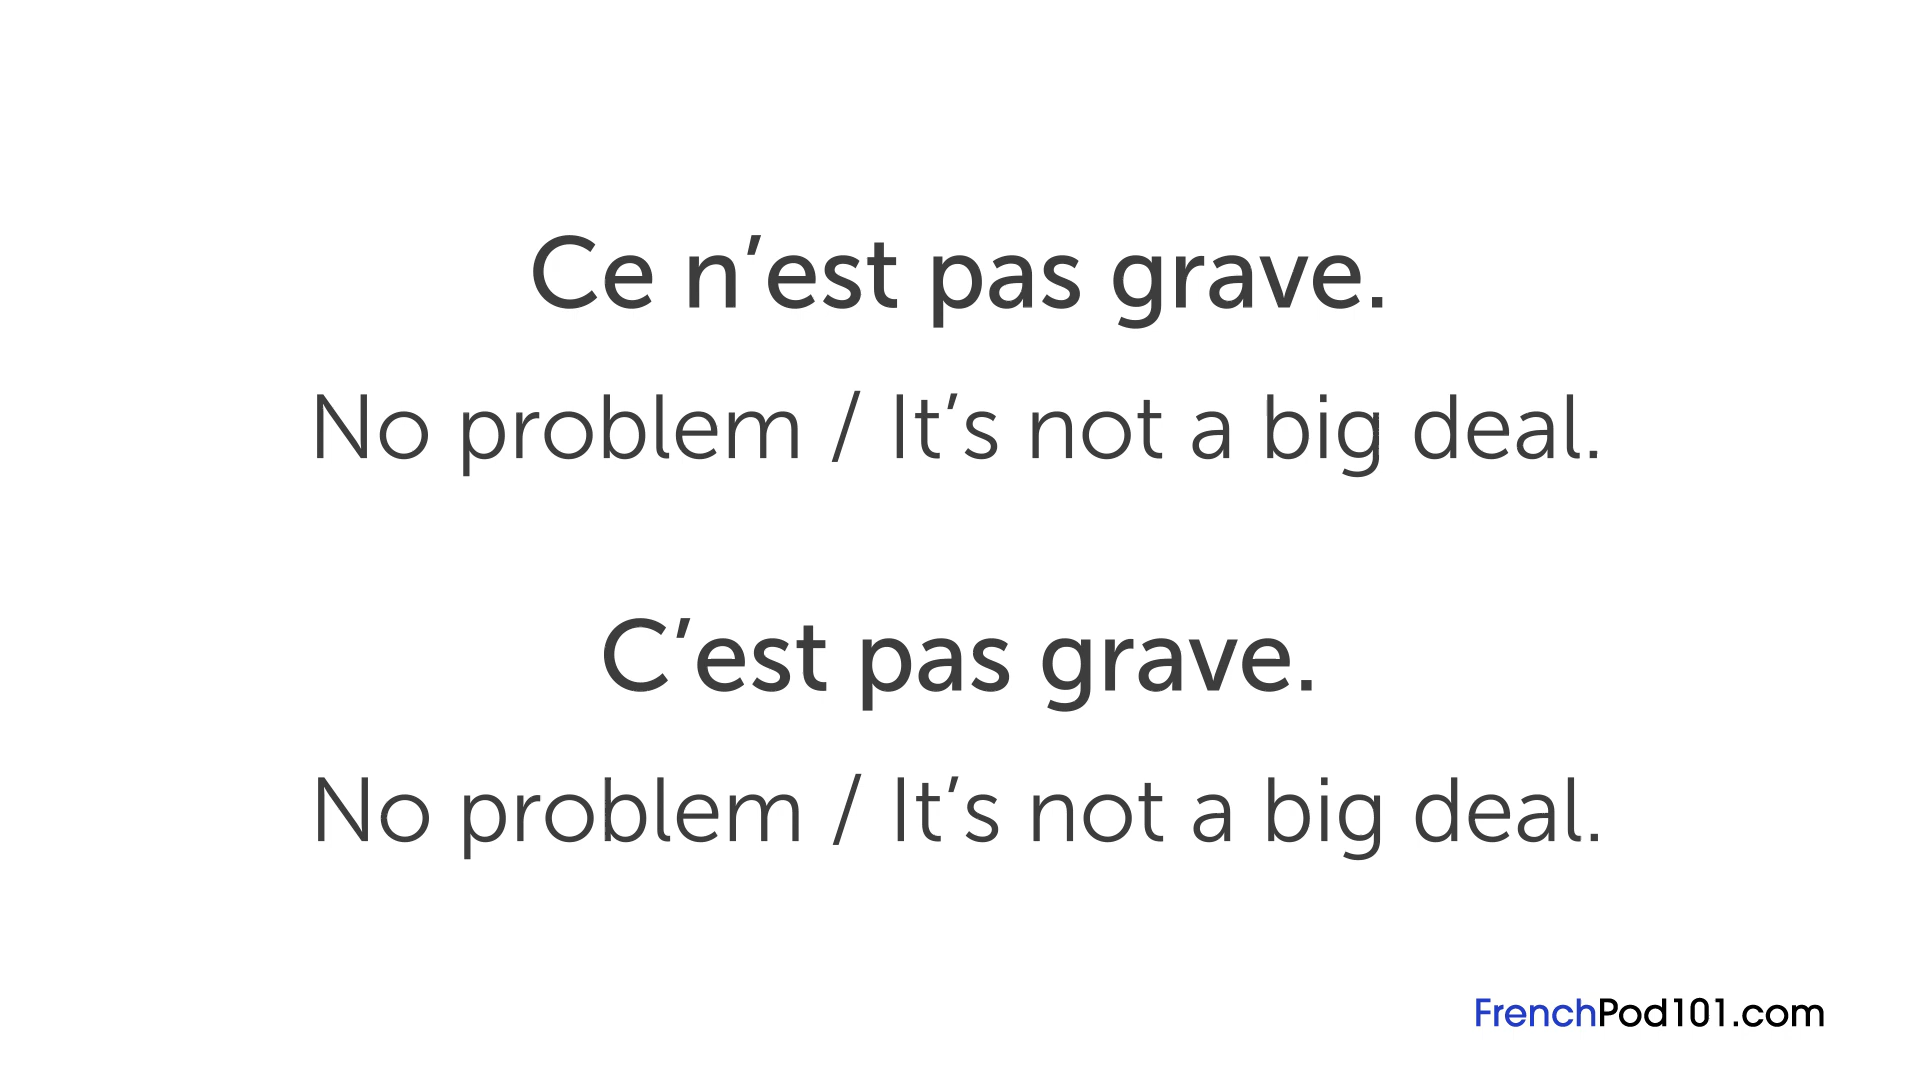 Ce n’est pas grave.
No problem / It’s not a big deal.
C’est pas grave.
No problem / It’s not a big deal.
FrenchPod101.com